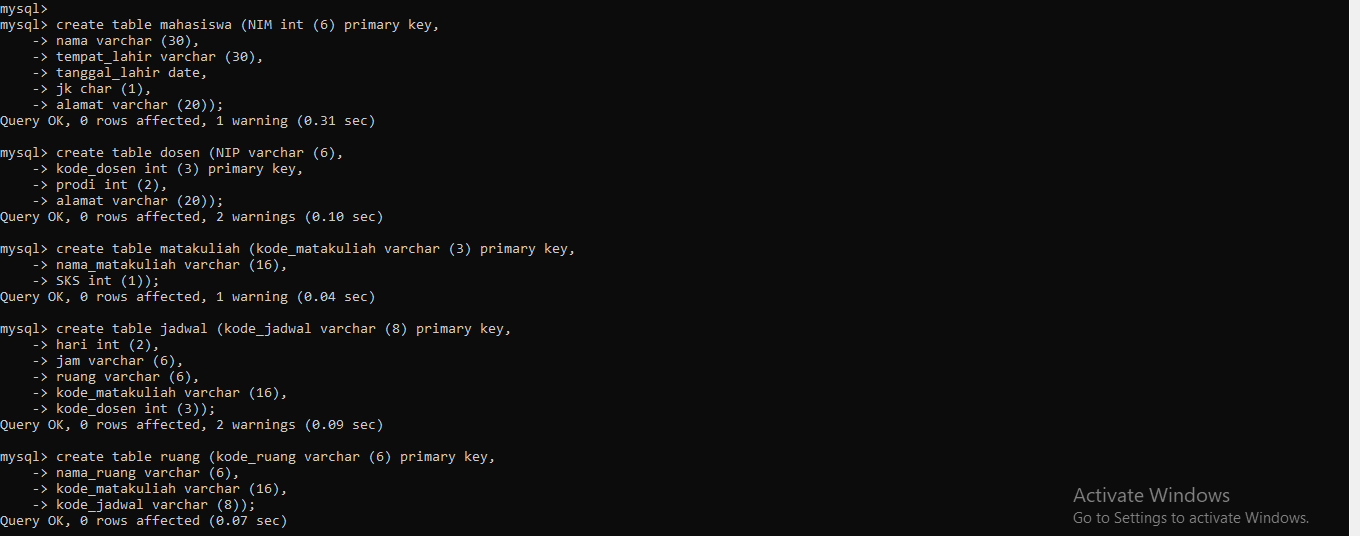 mysql>
mysql> create table mahasiswa (NIM int (6) primary key,
    -> nama varchar (30),
    -> tempat_lahir varchar (30),
    -> tanggal_lahir date,
    -> jk char (1),
    -> alamat varchar (20));
Query OK, 0 rows affected, 1 warning (0.31 sec)

mysql> create table dosen (NIP varchar (6),
    -> kode_dosen int (3) primary key,
    -> prodi int (2),
    -> alamat varchar (20));
Query OK, 0 rows affected, 2 warnings (0.10 sec)

mysql> create table matakuliah (kode_matakuliah varchar (3) primary key,
    -> nama_matakuliah varchar (16),
    -> SKS int (1));
Query OK, 0 rows affected, 1 warning (0.04 sec)

mysql> create table jadwal (kode_jadwal varchar (8) primary key,
    -> hari int (2),
    -> jam varchar (6),
    -> ruang varchar (6),
    -> kode_matakuliah varchar (16),
    -> kode_dosen int (3));
Query OK, 0 rows affected, 2 warnings (0.09 sec)

mysql> create table ruang (kode_ruang varchar (6) primary key,
    -> nama_ruang varchar (6),
    -> kode_matakuliah varchar (16),
    -> kode_jadwal varchar (8));
Query OK, 0 rows affected (0.07 sec)
Activate Windows
Go to Settings to activate Windows.